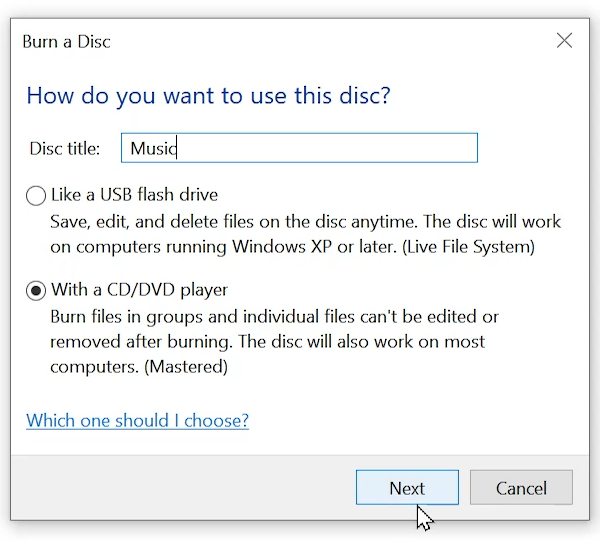 Burn a Disc
How do you want to use this disc?
Disc title: Music
Like a USB flash drive
Save, edit, and delete files on the disc anytime. The disc will work
on computers running Windows XP or later. (Live File System)
With a CD/DVD player
Burn files in groups and individual files can't be edited or
removed after burning. The disc will also work on most
computers. (Mastered)
Which one should I choose?
Next Cancel